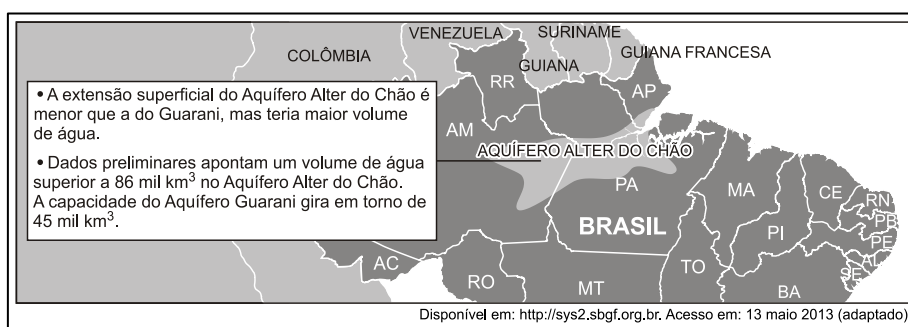 VENEZUELA
SURINAME
COLÔMBIA
GUIANA
GUIANA FRANCESA
RR
AP
• A extensão superficial do Aquífero Alter do Chão é
menor que a do Guarani, mas teria maior volume
de água.
• Dados preliminares apontam um volume de água
superior a 86 mil km³ no Aquífero Alter do Chão.
A capacidade do Aquífero Guarani gira em torno de
45 mil km³.
AM
AQUÍFERO ALTER DO CHÃO
PA
MA
CE
RN
PB
PE
AL
SE
PI
BRASIL
AC
RO
MT
TO
BA
Disponível em: http://sys2.sbgf.org.br. Acesso em: 13 maio 2013 (adaptado)